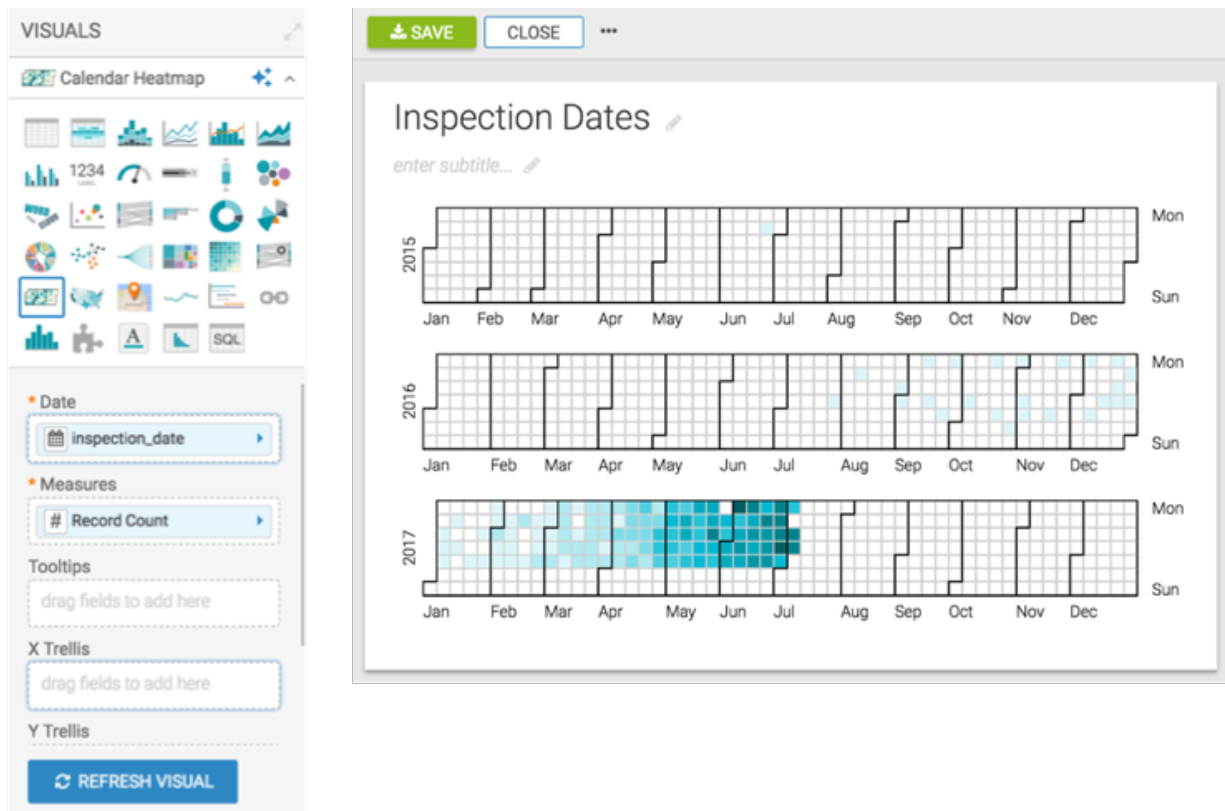 VISUALS
Calendar Heatmap
1234
LABEL
WORD
A
SQL
* Date
inspection_date
* Measures
# Record Count
Tooltips
drag fields to add here
X Trellis
drag fields to add here
Y Trellis
REFRESH VISUAL
SAVE CLOSE •••
Inspection Dates
enter subtitle...
2015
Mon
Sun
Jan Feb Mar Apr May Jun Jul Aug Sep Oct Nov Dec
2016
Mon
Sun
Jan Feb Mar Apr May Jun Jul Aug Sep Oct Nov Dec
2017
Mon
Sun
Jan Feb Mar Apr May Jun Jul Aug Sep Oct Nov Dec